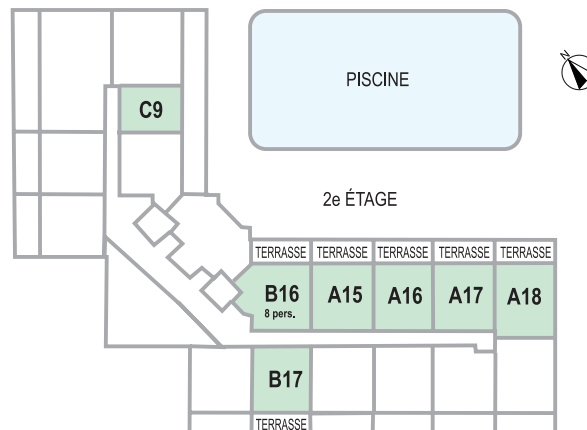 PISCINE
N
C9
2e ÉTAGE
TERRASSE TERRASSE TERRASSE TERRASSE TERRASSE
B16 A15 A16 A17 A18
8 pers.
B17
TERRASSE